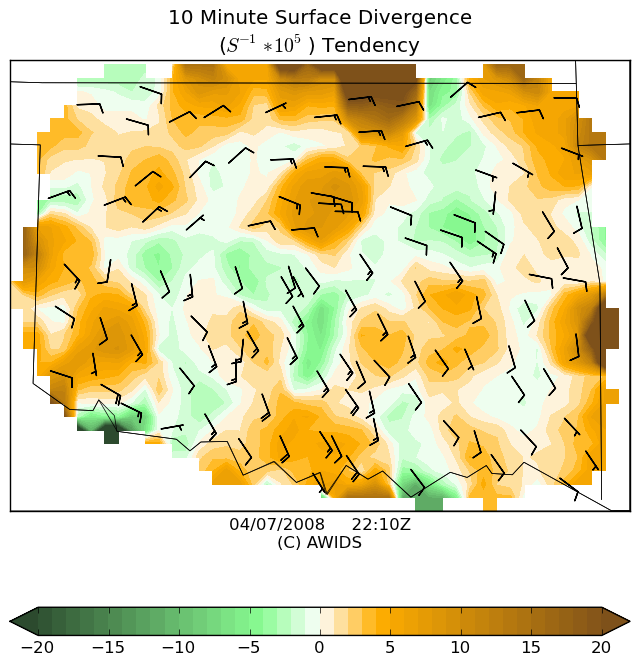 10 Minute Surface Divergence
(S⁻¹ * 10⁵ ) Tendency
04/07/2008 22:10Z
(C) AWIDS
−20 −15 −10 −5 0 5 10 15 20